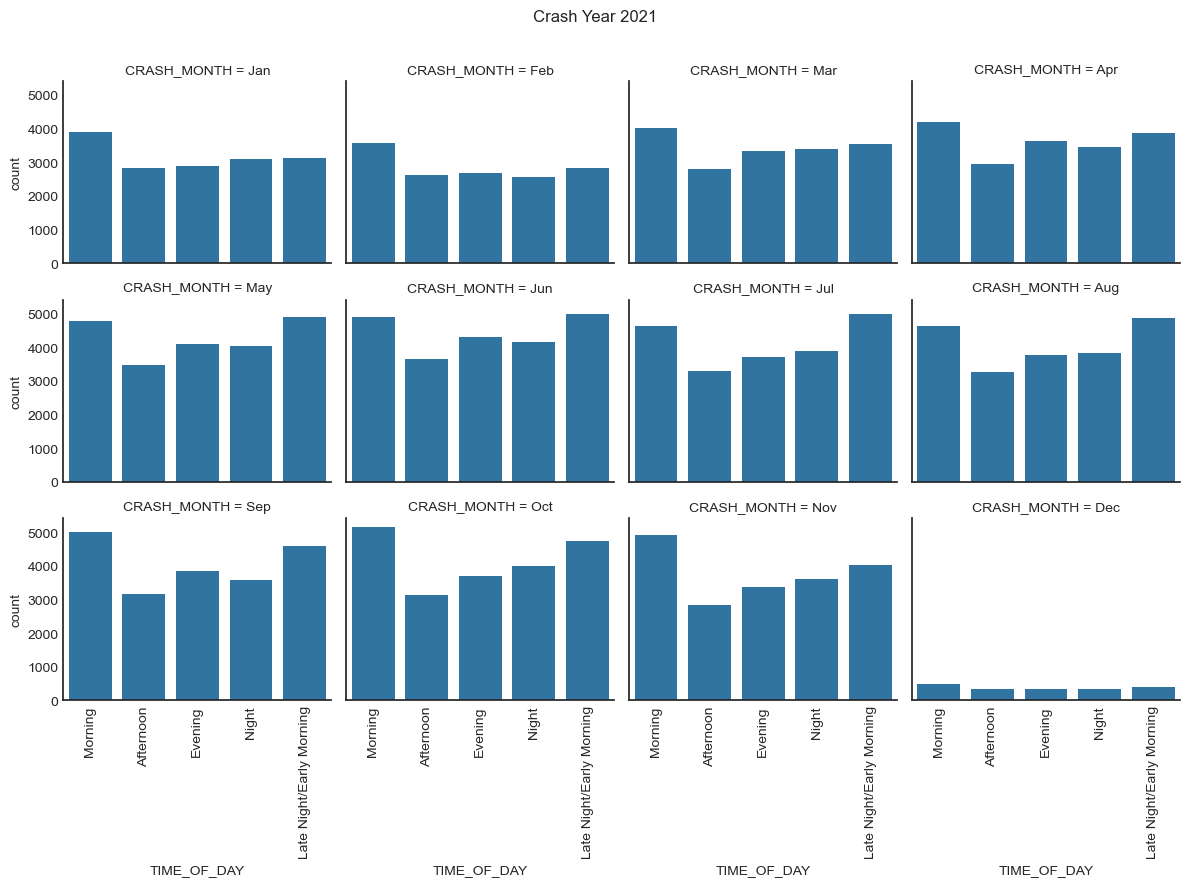 Crash Year 2021
CRASH_MONTH = Jan
CRASH_MONTH = Feb
CRASH_MONTH = Mar
CRASH_MONTH = Apr
5000
4000
3000
2000
1000
0
count
CRASH_MONTH = May
CRASH_MONTH = Jun
CRASH_MONTH = Jul
CRASH_MONTH = Aug
5000
4000
3000
2000
1000
0
count
CRASH_MONTH = Sep
CRASH_MONTH = Oct
CRASH_MONTH = Nov
CRASH_MONTH = Dec
5000
4000
3000
2000
1000
0
count
Morning
Afternoon
Evening
Night
Late Night/Early Morning
Morning
Afternoon
Evening
Night
Late Night/Early Morning
Morning
Afternoon
Evening
Night
Late Night/Early Morning
Morning
Afternoon
Evening
Night
Late Night/Early Morning
TIME_OF_DAY
TIME_OF_DAY
TIME_OF_DAY
TIME_OF_DAY